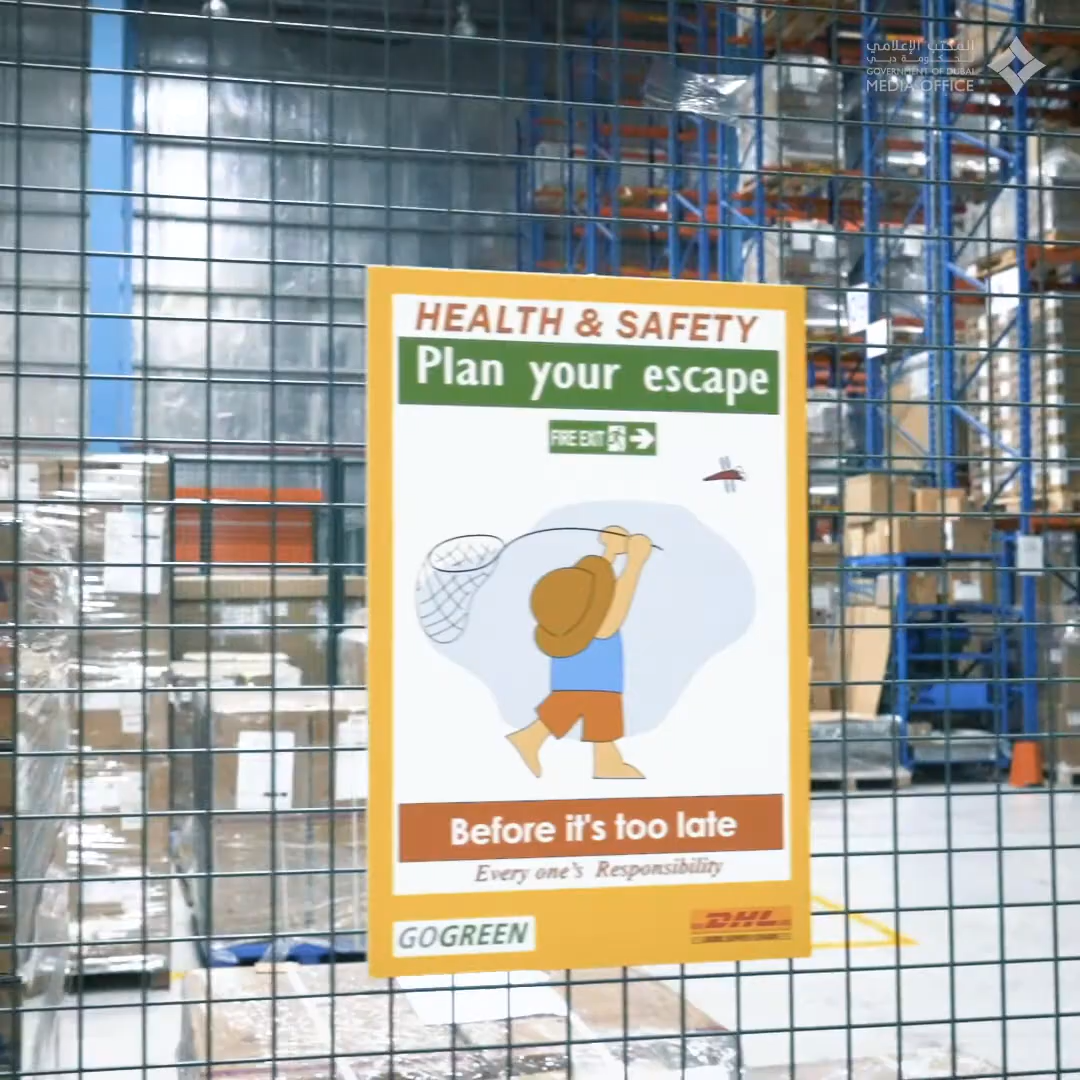 المكتب الإعلامي
لحكومة دبي
GOVERNMENT OF DUBAI
MEDIA OFFICE
HEALTH & SAFETY
Plan your escape
FIRE EXIT
Before it's too late
Every one's Responsibility
GOGREEN
DHL